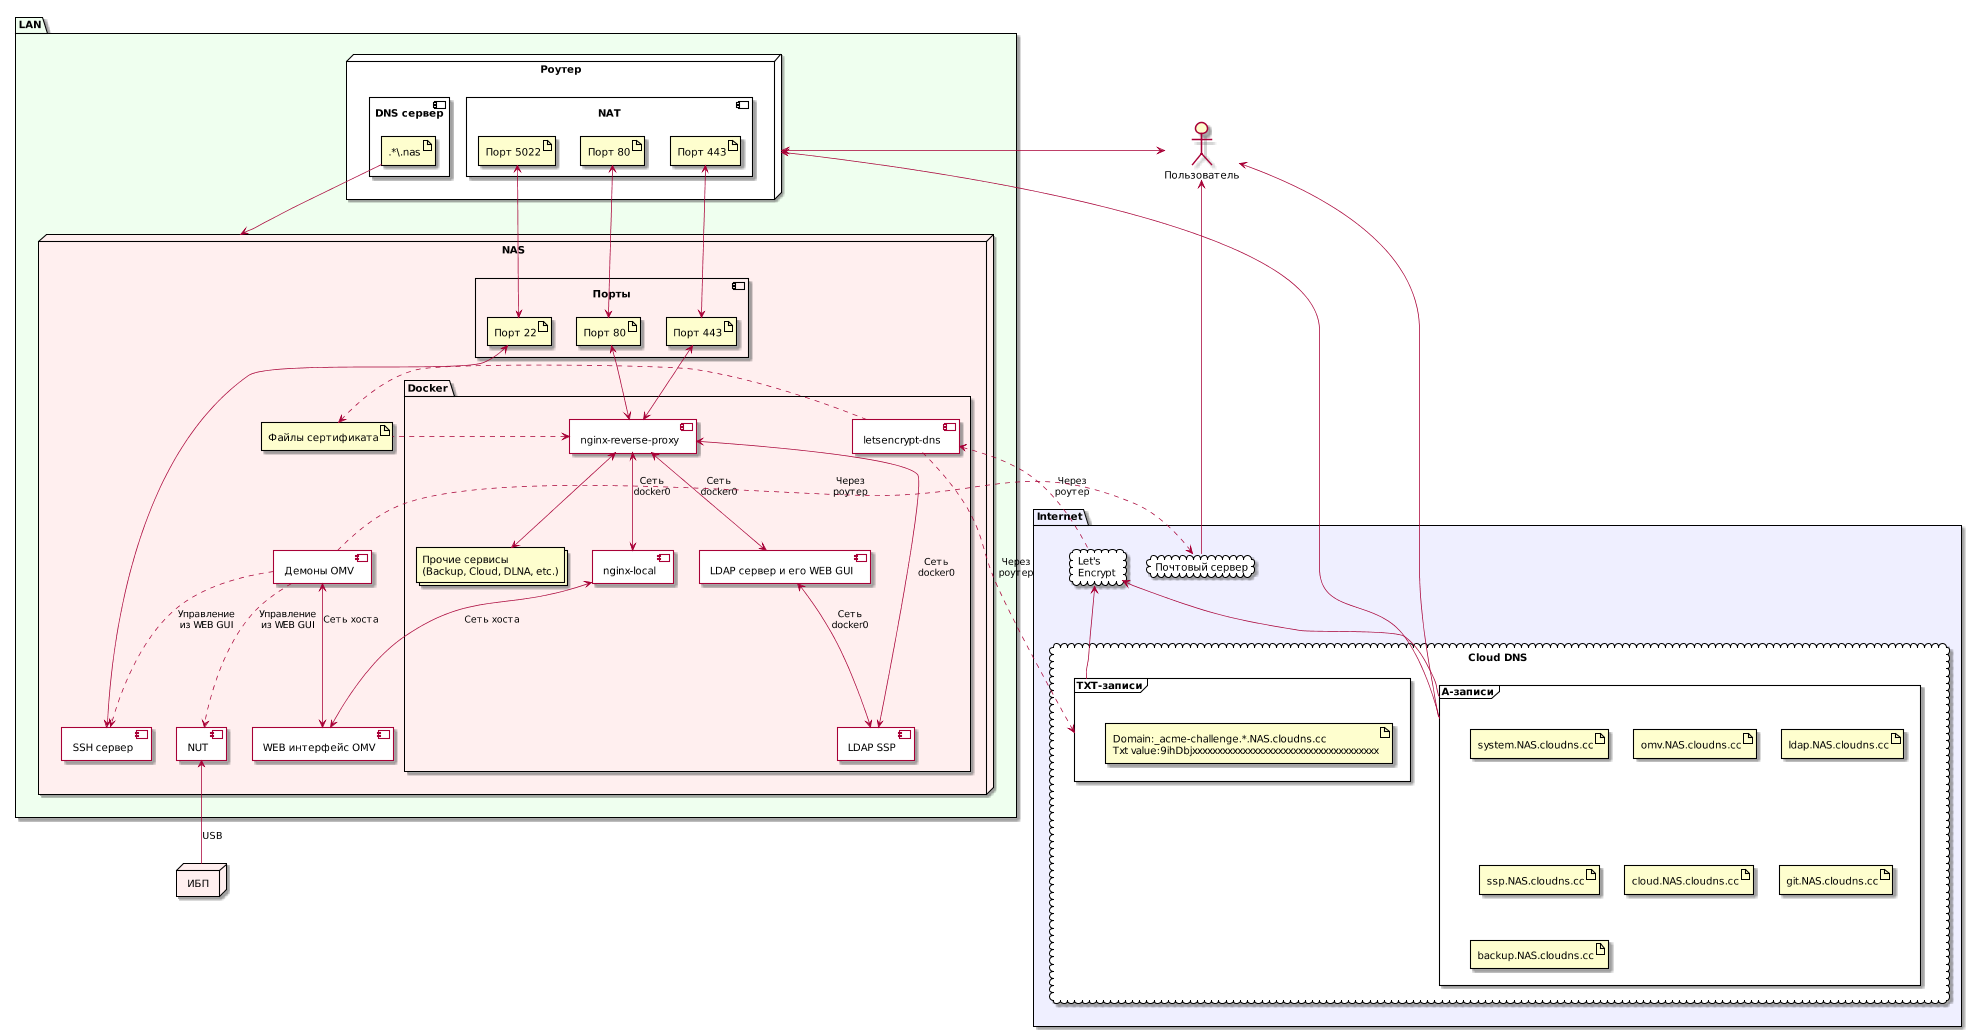 LAN
Роутер
DNS сервер
NAT
.*\.nas
Порт 5022
Порт 80
Порт 443
Пользователь
NAS
Порты
Порт 22
Порт 80
Порт 443
Docker
Файлы сертификата
nginx-reverse-proxy
letsencrypt-dns
Сеть
docker0
Сеть
docker0
Через
роутер
Через
роутер
Internet
Прочие сервисы
(Backup, Cloud, DLNA, etc.)
nginx-local
LDAP сервер и его WEB GUI
Сеть
docker0
Через
роутер
Let's
Encrypt
Почтовый сервер
Демоны OMV
Управление
из WEB GUI
Управление
из WEB GUI
Сеть хоста
Сеть хоста
Сеть
docker0
Cloud DNS
TXT-записи
A-записи
Domain:_acme-challenge.*.NAS.cloudns.cc
Txt value:9ihDbjxxxxxxxxxxxxxxxxxxxxxxxxxxxxxxxxxxxxx
system.NAS.cloudns.cc
omv.NAS.cloudns.cc
ldap.NAS.cloudns.cc
SSH сервер
NUT
WEB интерфейс OMV
LDAP SSP
USB
ИБП
ssp.NAS.cloudns.cc
cloud.NAS.cloudns.cc
git.NAS.cloudns.cc
backup.NAS.cloudns.cc